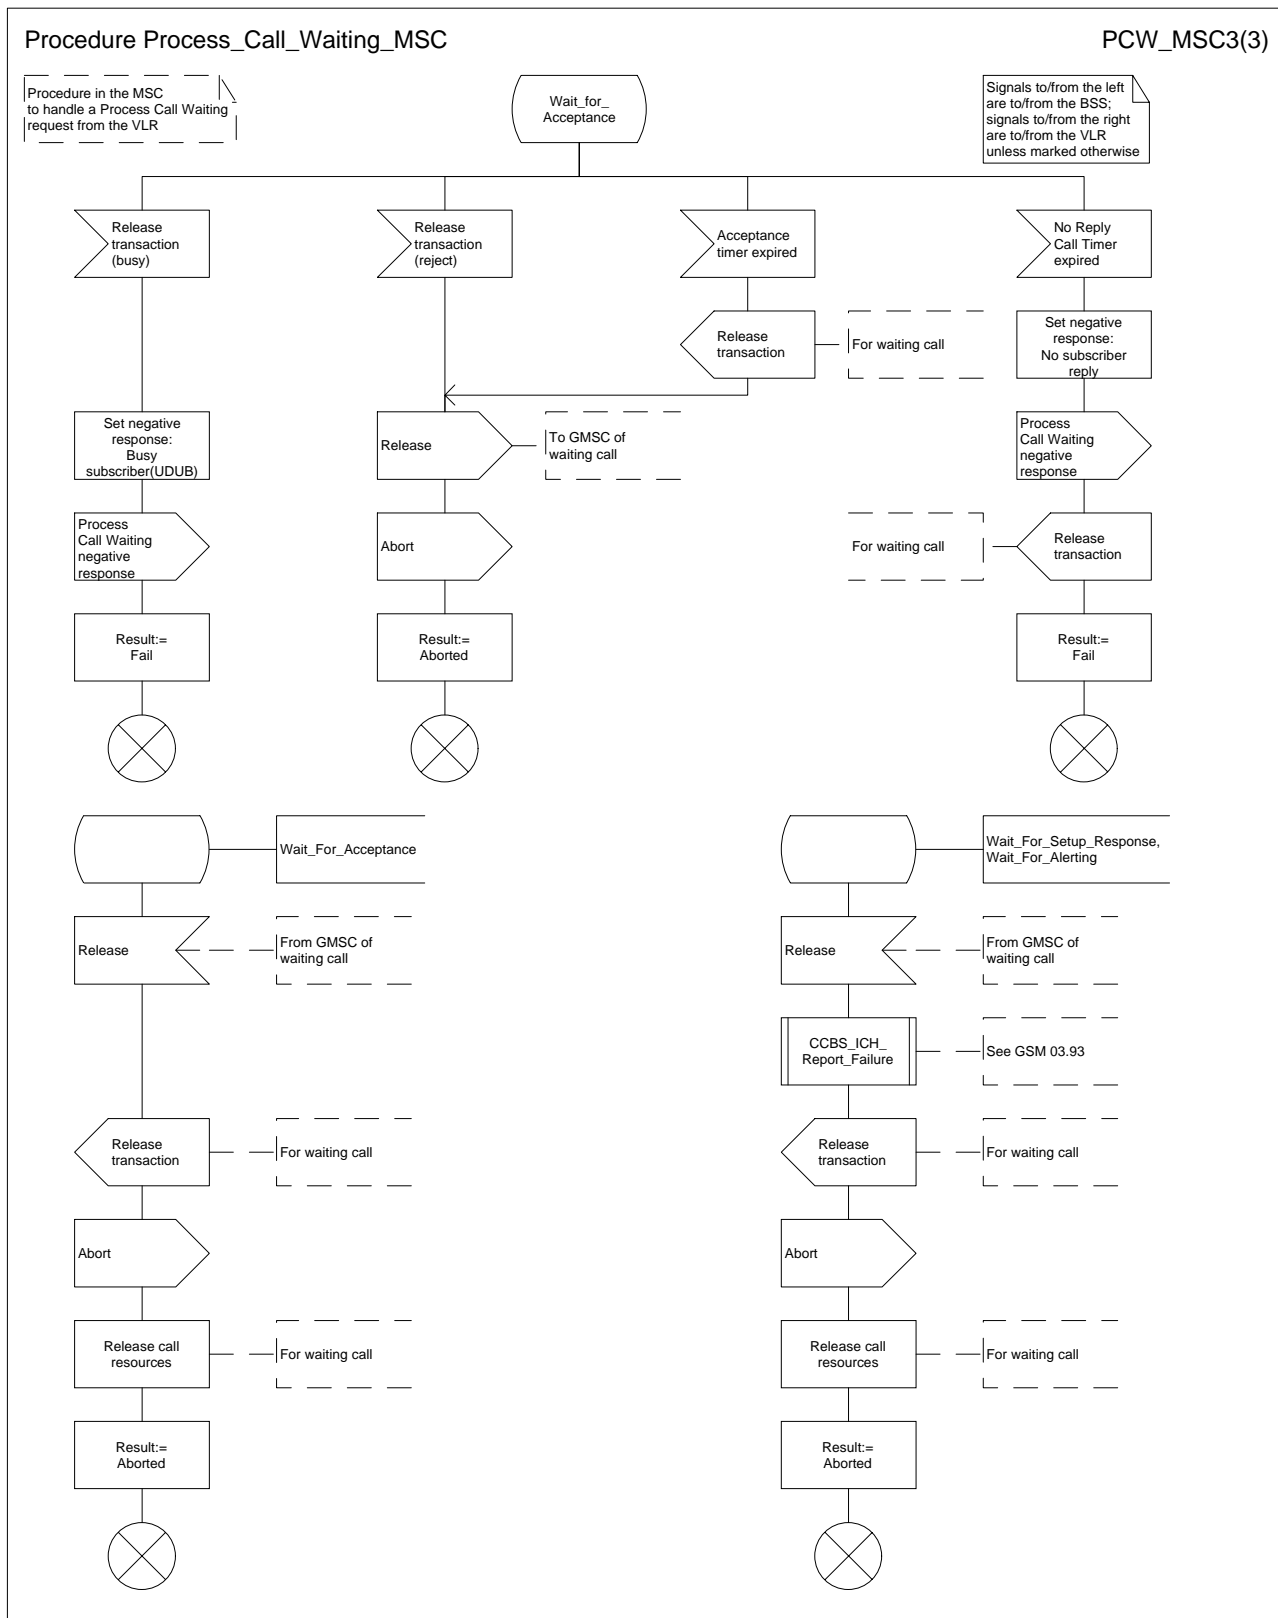 Procedure Process_Call_Waiting_MSC
PCW_MSC3(3)
Procedure in the MSC
to handle a Process Call Waiting
request from the VLR
Wait_for_
Acceptance
Signals to/from the left
are to/from the BSS;
signals to/from the right
are to/from the VLR
unless marked otherwise
Release
transaction
(busy)
Release
transaction
(reject)
Acceptance
timer expired
No Reply
Call Timer
expired
Release
transaction
For waiting call
Set negative
response:
No subscriber
reply
Set negative
response:
Busy
subscriber(UDUB)
Release
To GMSC of
waiting call
Process
Call Waiting
negative
response
Process
Call Waiting
negative
response
Abort
For waiting call
Release
transaction
Result:=
Fail
Result:=
Aborted
Result:=
Fail
Wait_For_Acceptance
Wait_For_Setup_Response,
Wait_For_Alerting
Release
From GMSC of
waiting call
Release
From GMSC of
waiting call
CCBS_ICH_
Report_Failure
See GSM 03.93
Release
transaction
For waiting call
Release
transaction
For waiting call
Abort
Abort
Release call
resources
For waiting call
Release call
resources
For waiting call
Result:=
Aborted
Result:=
Aborted